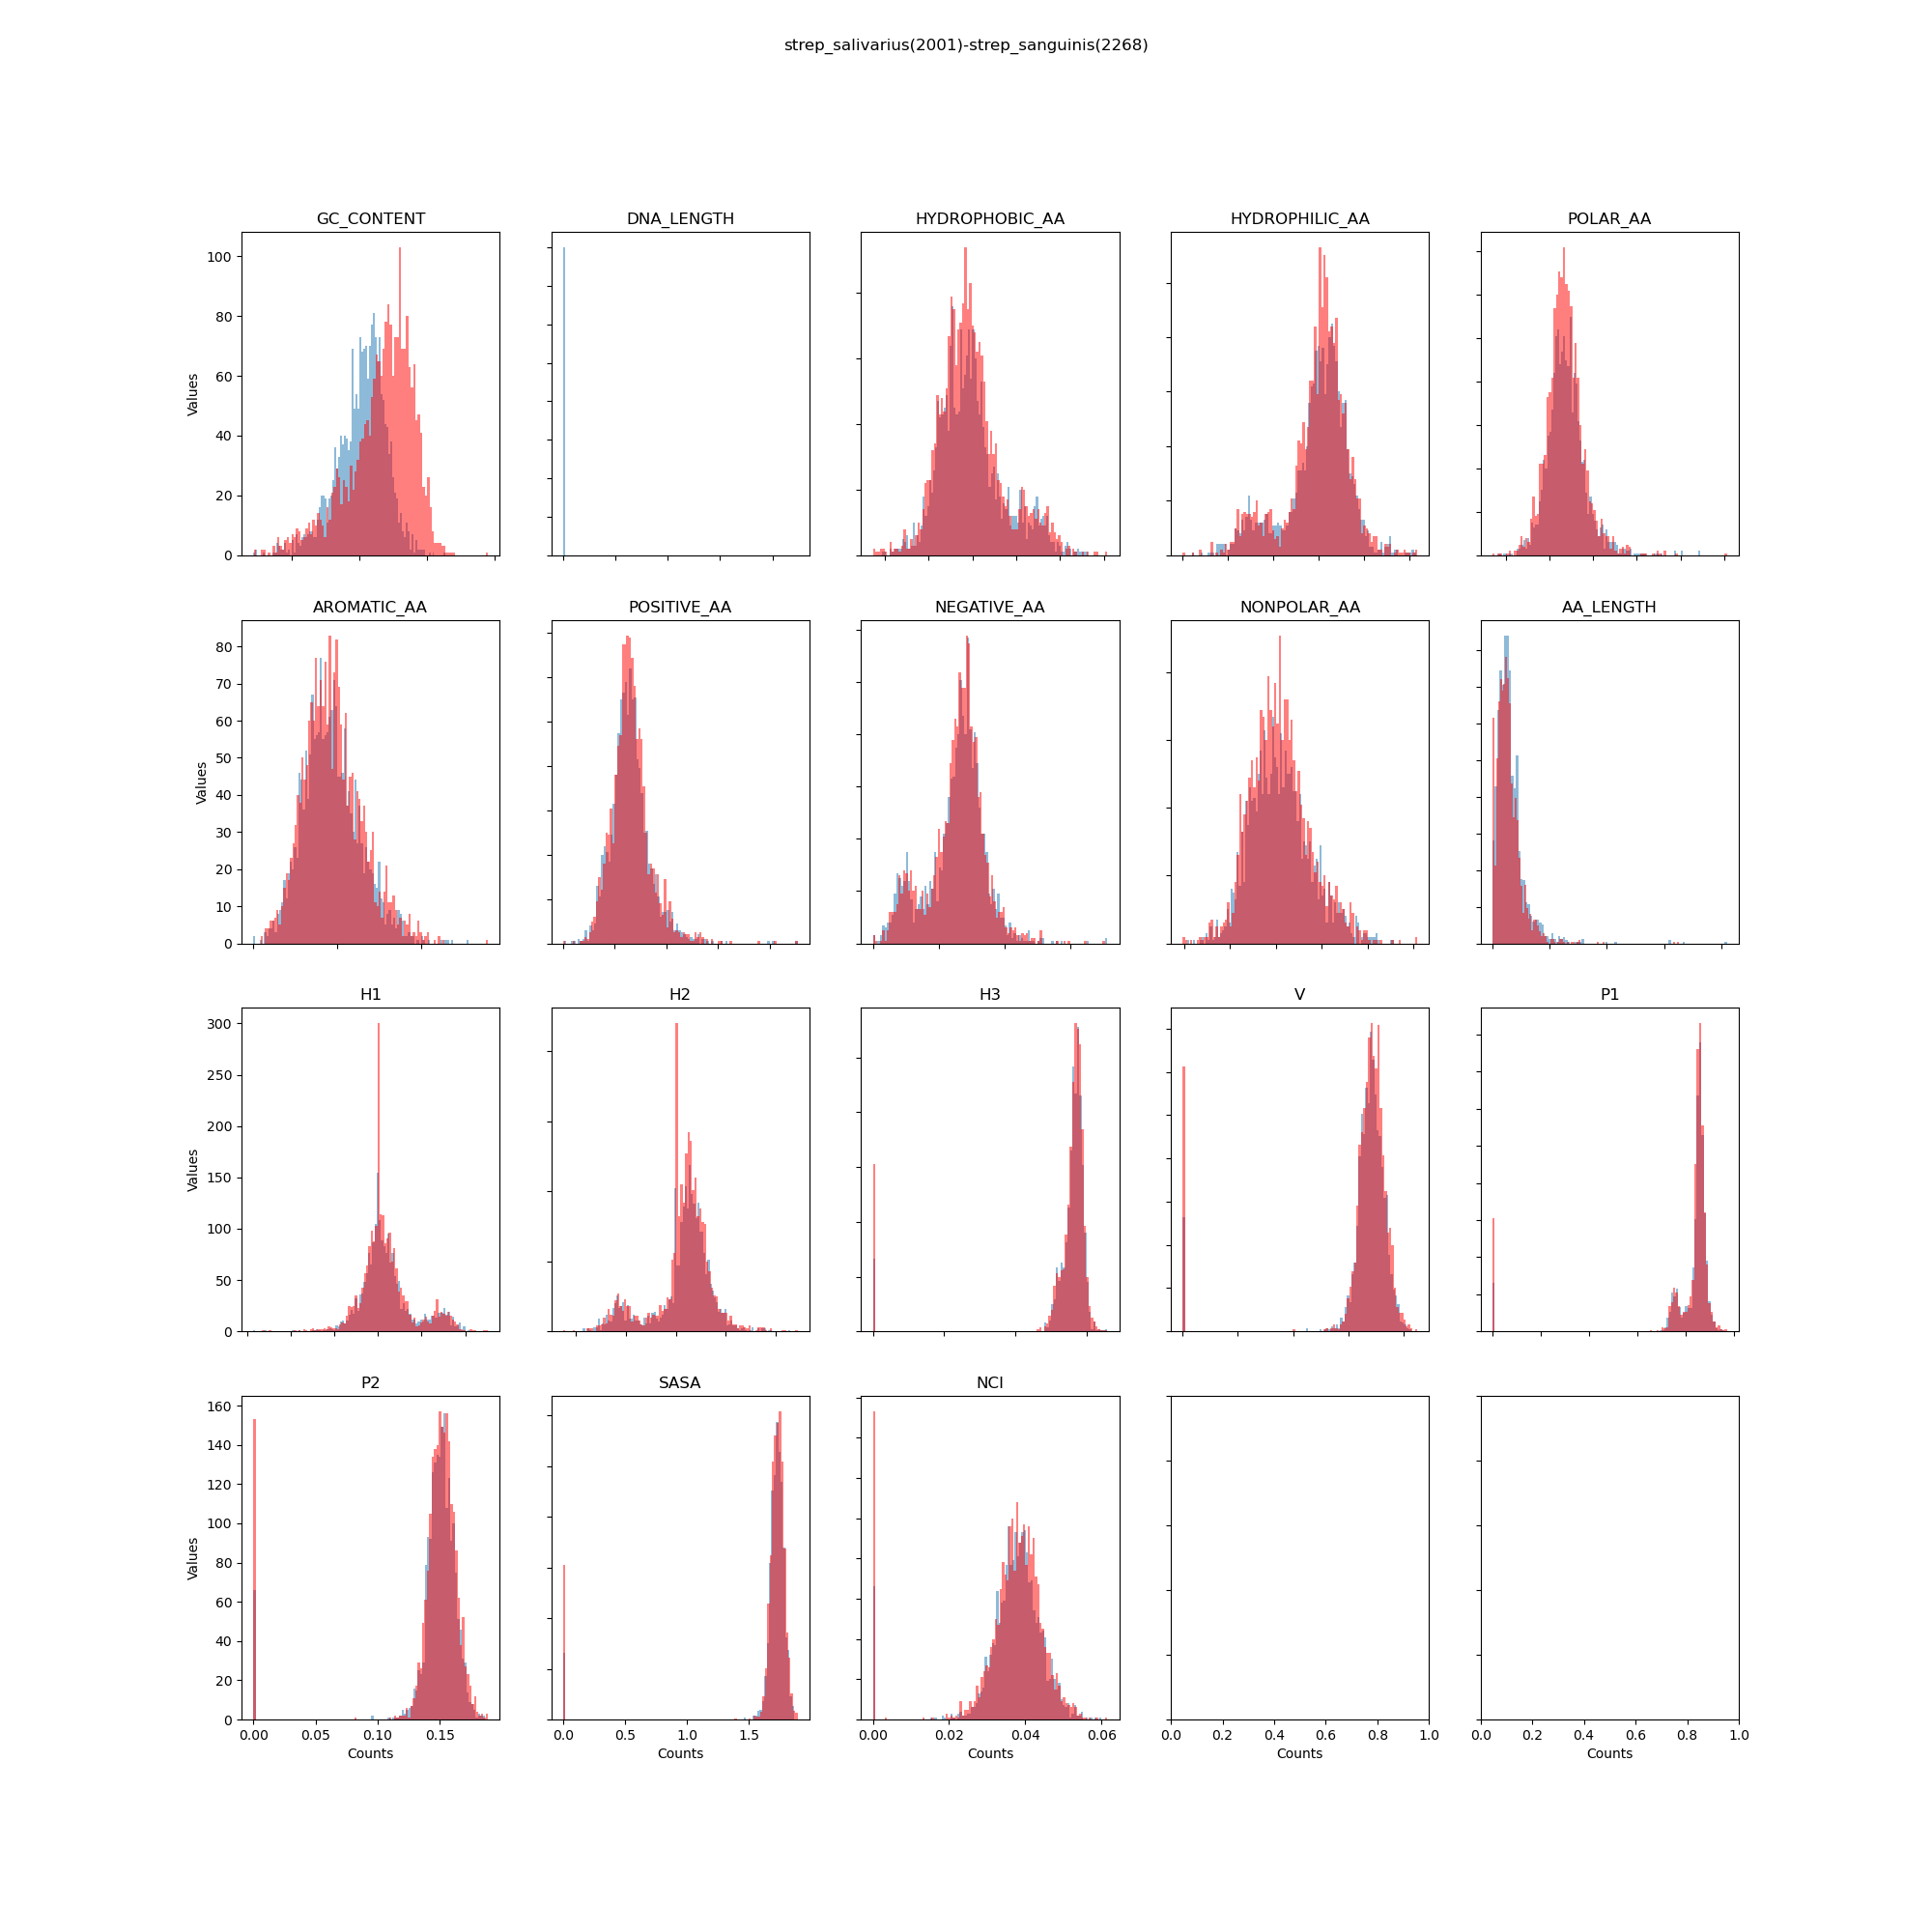 strep_salivarius(2001)-strep_sanguinis(2268)
GC_CONTENT DNA_LENGTH HYDROPHOBIC_AA HYDROPHILIC_AA POLAR_AA
100
80
60
40
20
0
Values
AROMATIC_AA POSITIVE_AA NEGATIVE_AA NONPOLAR_AA AA_LENGTH
80
70
60
50
40
30
20
10
0
Values
H1 H2 H3 V P1
300
250
200
150
100
50
0
Values
P2 SASA NCI
160
140
120
100
80
60
40
20
0
Values
0.00 0.05 0.10 0.15 0.0 0.5 1.0 1.5 0.00 0.02 0.04 0.06 0.0 0.2 0.4 0.6 0.8 1.0 0.0 0.2 0.4 0.6 0.8 1.0
Counts Counts Counts Counts Counts